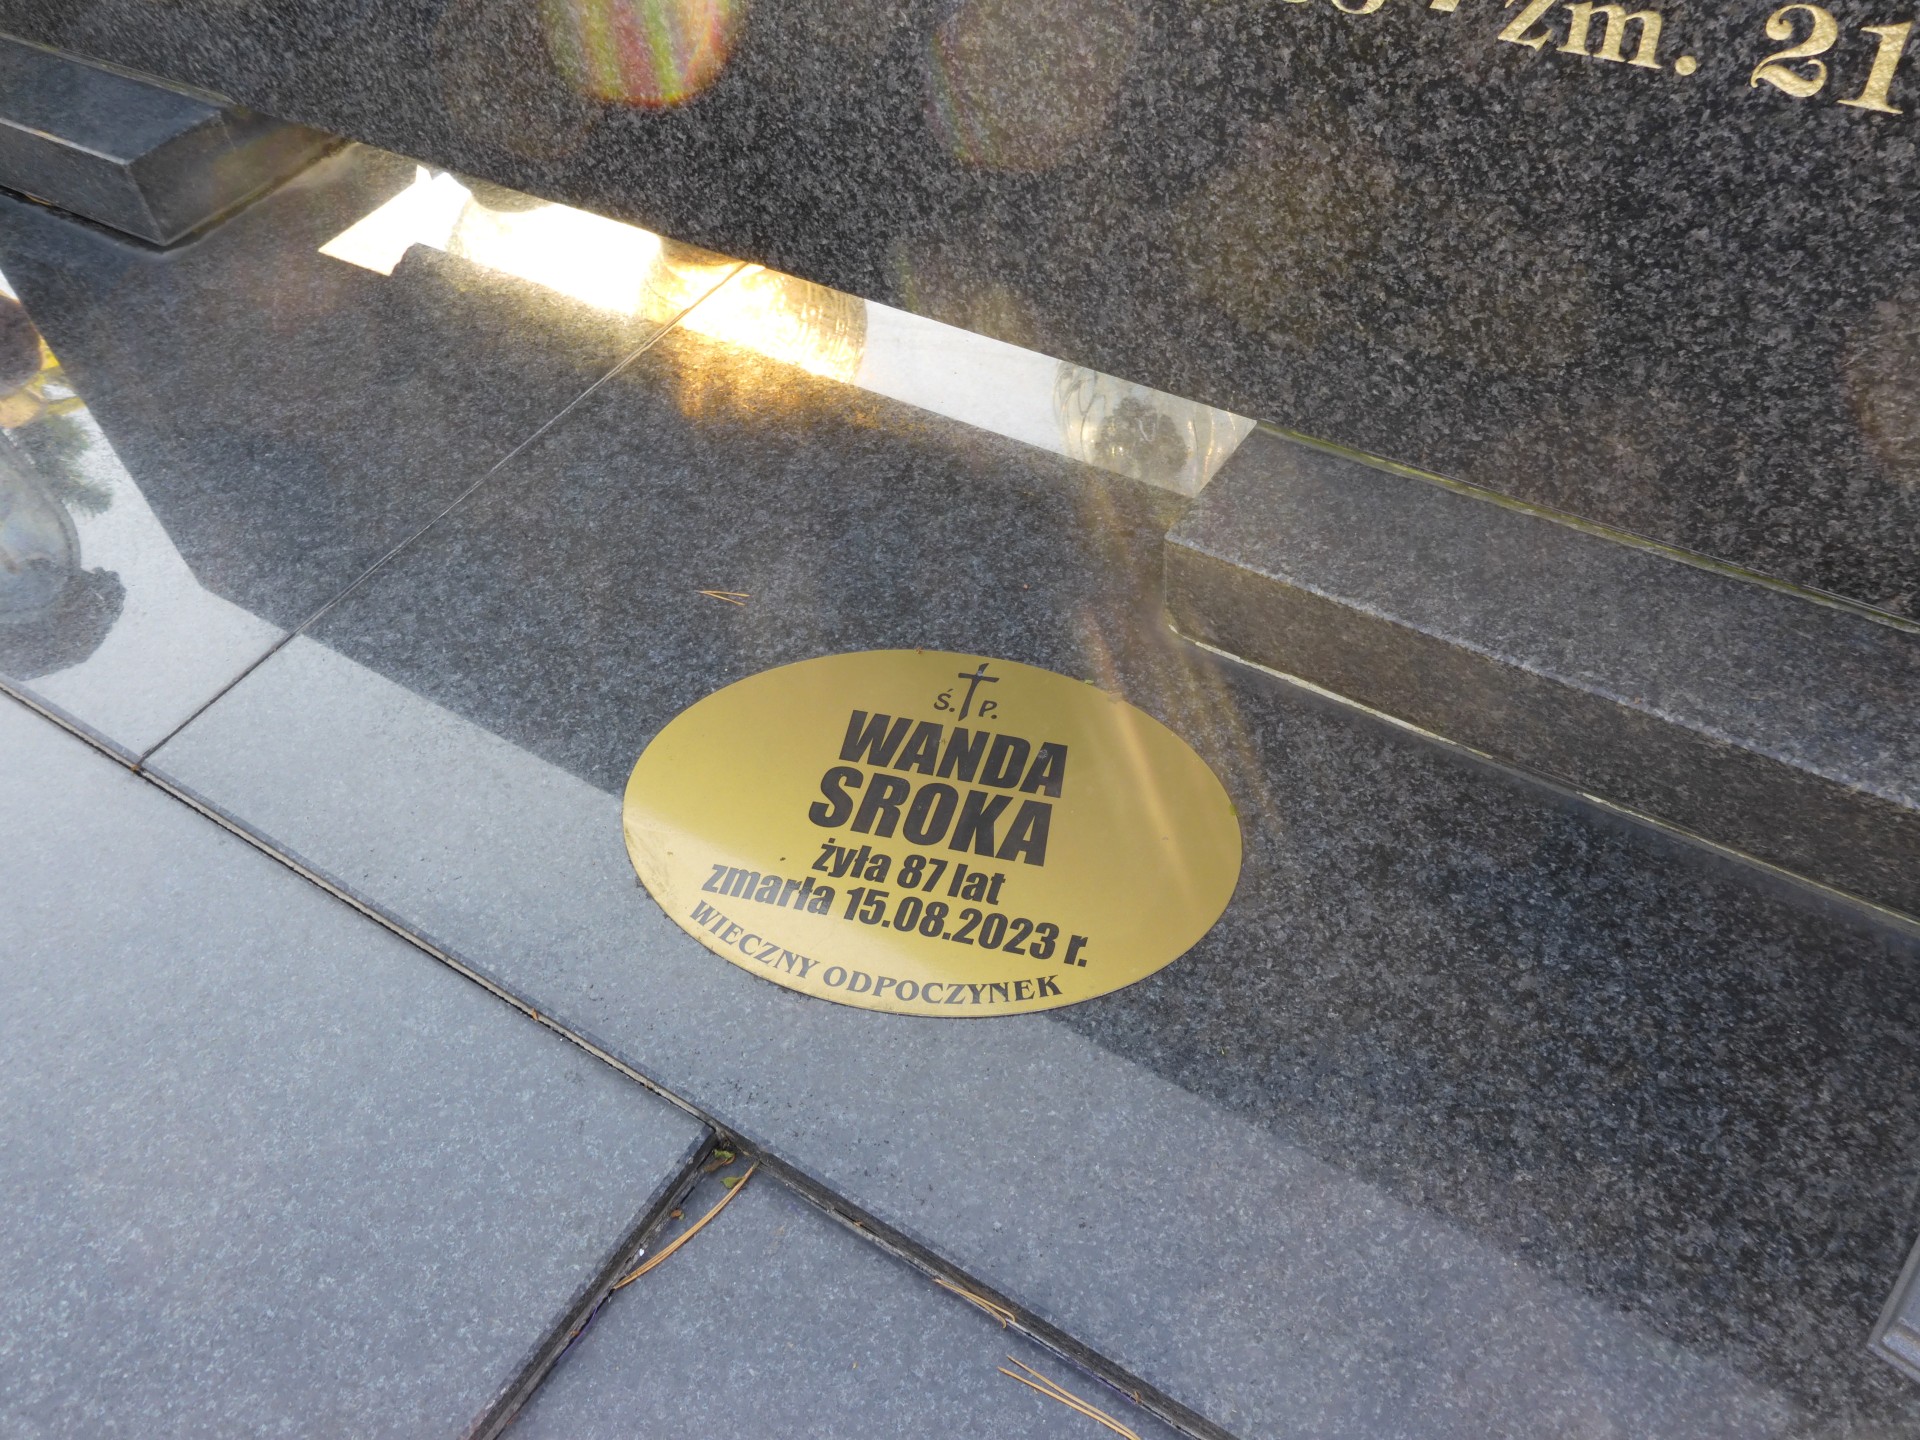 zm. 21
Ś. P.
WANDA
SROKA
żyła 87 lat
zmarła 15.08.2023 r.
WIECZNY ODPOCZYNEK